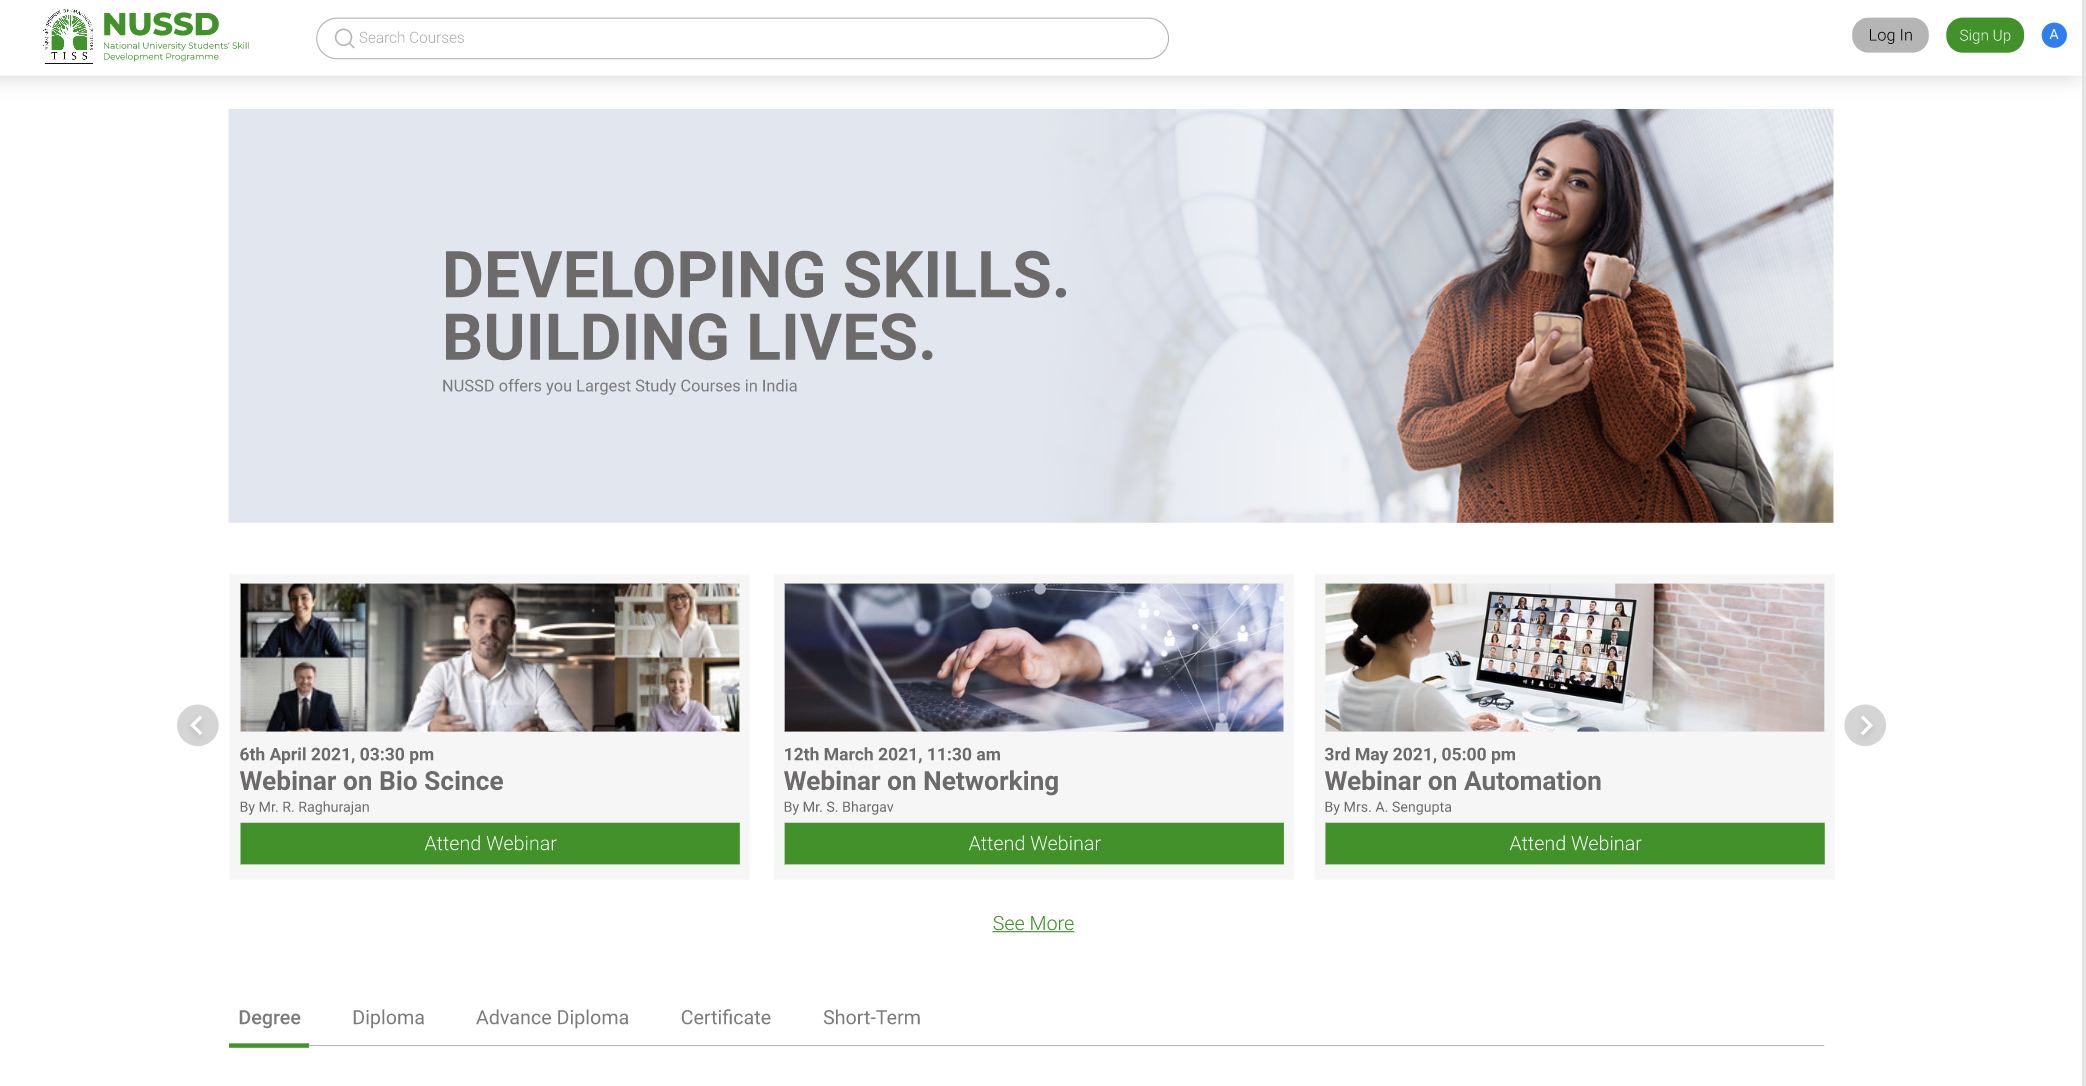 NUSSD
National University Students' Skill
Development Programme
TISS
Search Courses
Log In
Sign Up
A
DEVELOPING SKILLS.
BUILDING LIVES.
NUSSD offers you Largest Study Courses in India
6th April 2021, 03:30 pm
Webinar on Bio Scince
By Mr. R. Raghurajan
Attend Webinar
12th March 2021, 11:30 am
Webinar on Networking
By Mr. S. Bhargav
Attend Webinar
3rd May 2021, 05:00 pm
Webinar on Automation
By Mrs. A. Sengupta
Attend Webinar
See More
Degree
Diploma
Advance Diploma
Certificate
Short-Term